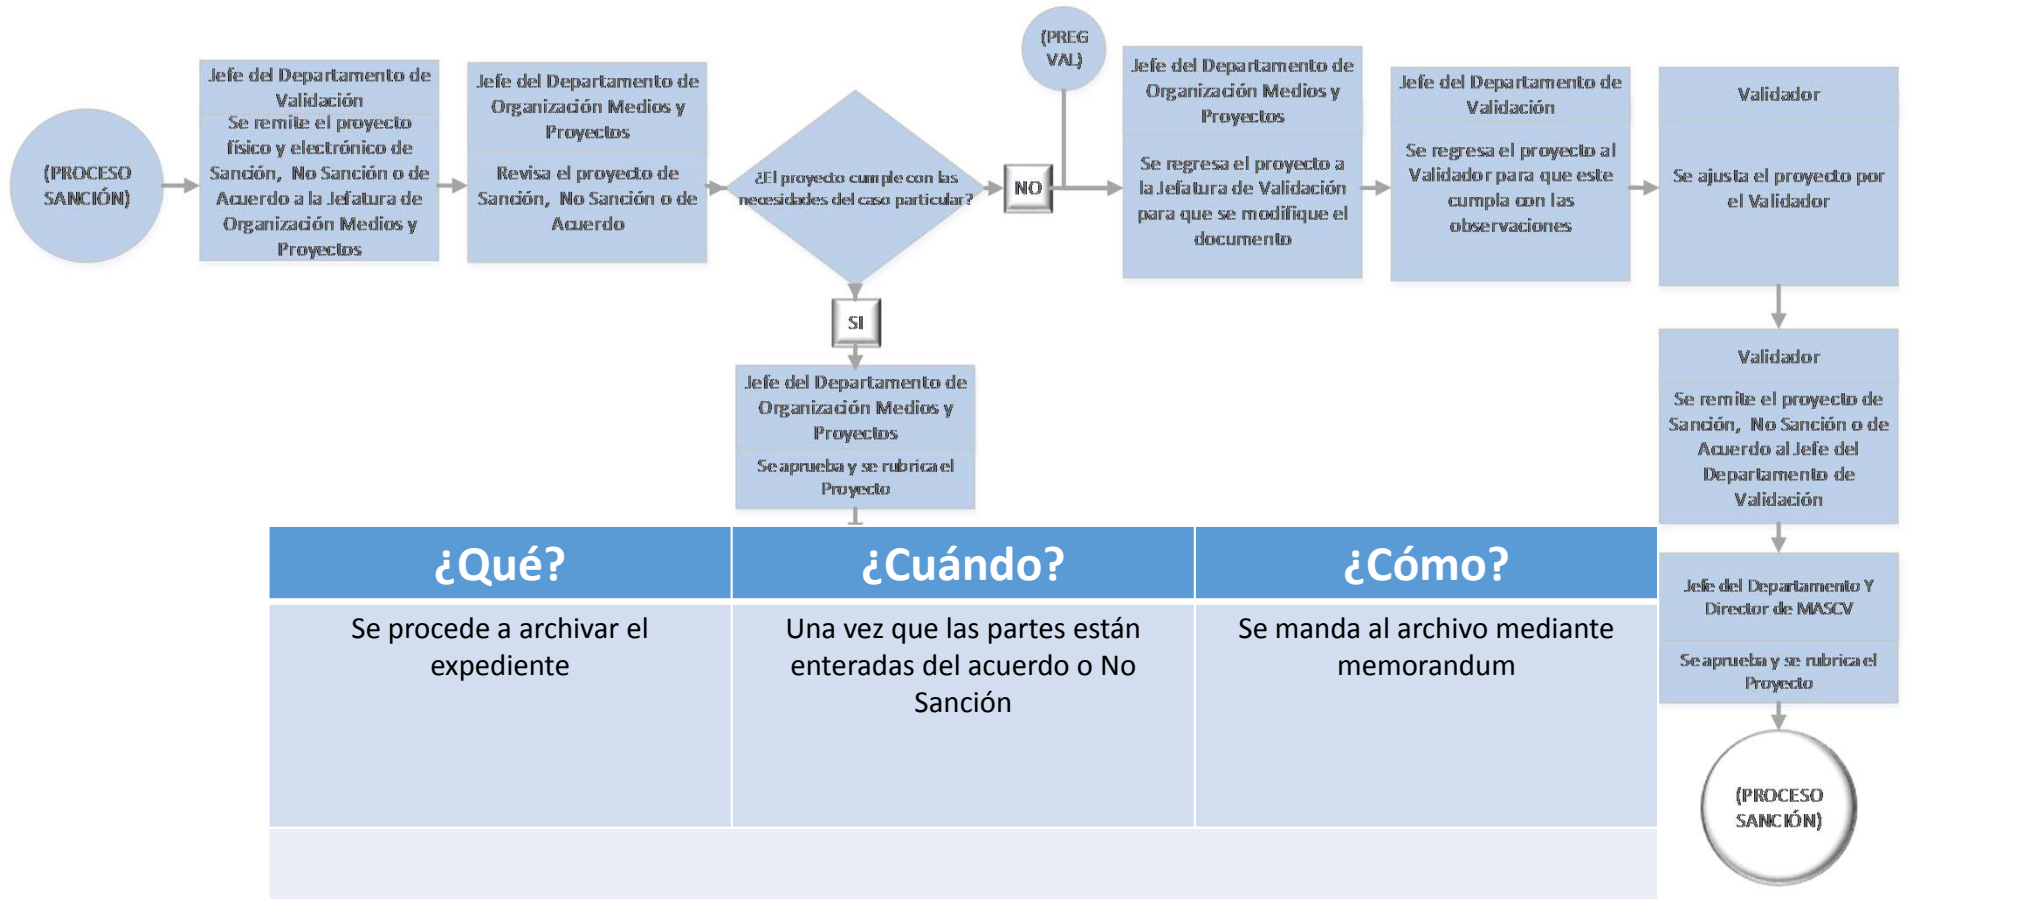 (PROCESO
SANCIÓN)
Jefe del Departamento de
Validación
Se remite el proyecto
físico y electrónico de
Sanción, No Sanción o de
Acuerdo a la Jefatura de
Organización Medios y
Proyectos
Jefe del Departamento de
Organización Medios y
Proyectos
Revisa el proyecto de
Sanción, No Sanción o de
Acuerdo
¿El proyecto cumple con las
necesidades del caso particular?
NO
(PREG
VAL)
Jefe del Departamento de
Organización Medios y
Proyectos
Se regresa el proyecto a
la Jefatura de Validación
para que se modifique el
documento
Jefe del Departamento de
Validación
Se regresa el proyecto al
Validador para que este
cumpla con las
observaciones
Validador
Se ajusta el proyecto por
el Validador
SI
Jefe del Departamento de
Organización Medios y
Proyectos
Se aprueba y se rubrica el
Proyecto
Validador
Se remite el proyecto de
Sanción, No Sanción o de
Acuerdo al Jefe del
Departamento de
Validación
Jefe del Departamento Y
Director de MASCV
Se aprueba y se rubrica el
Proyecto
(PROCESO
SANCIÓN)
¿Qué?
¿Cuándo?
¿Cómo?
Se procede a archivar el
expediente
Una vez que las partes están
enteradas del acuerdo o No
Sanción
Se manda al archivo mediante
memorandum